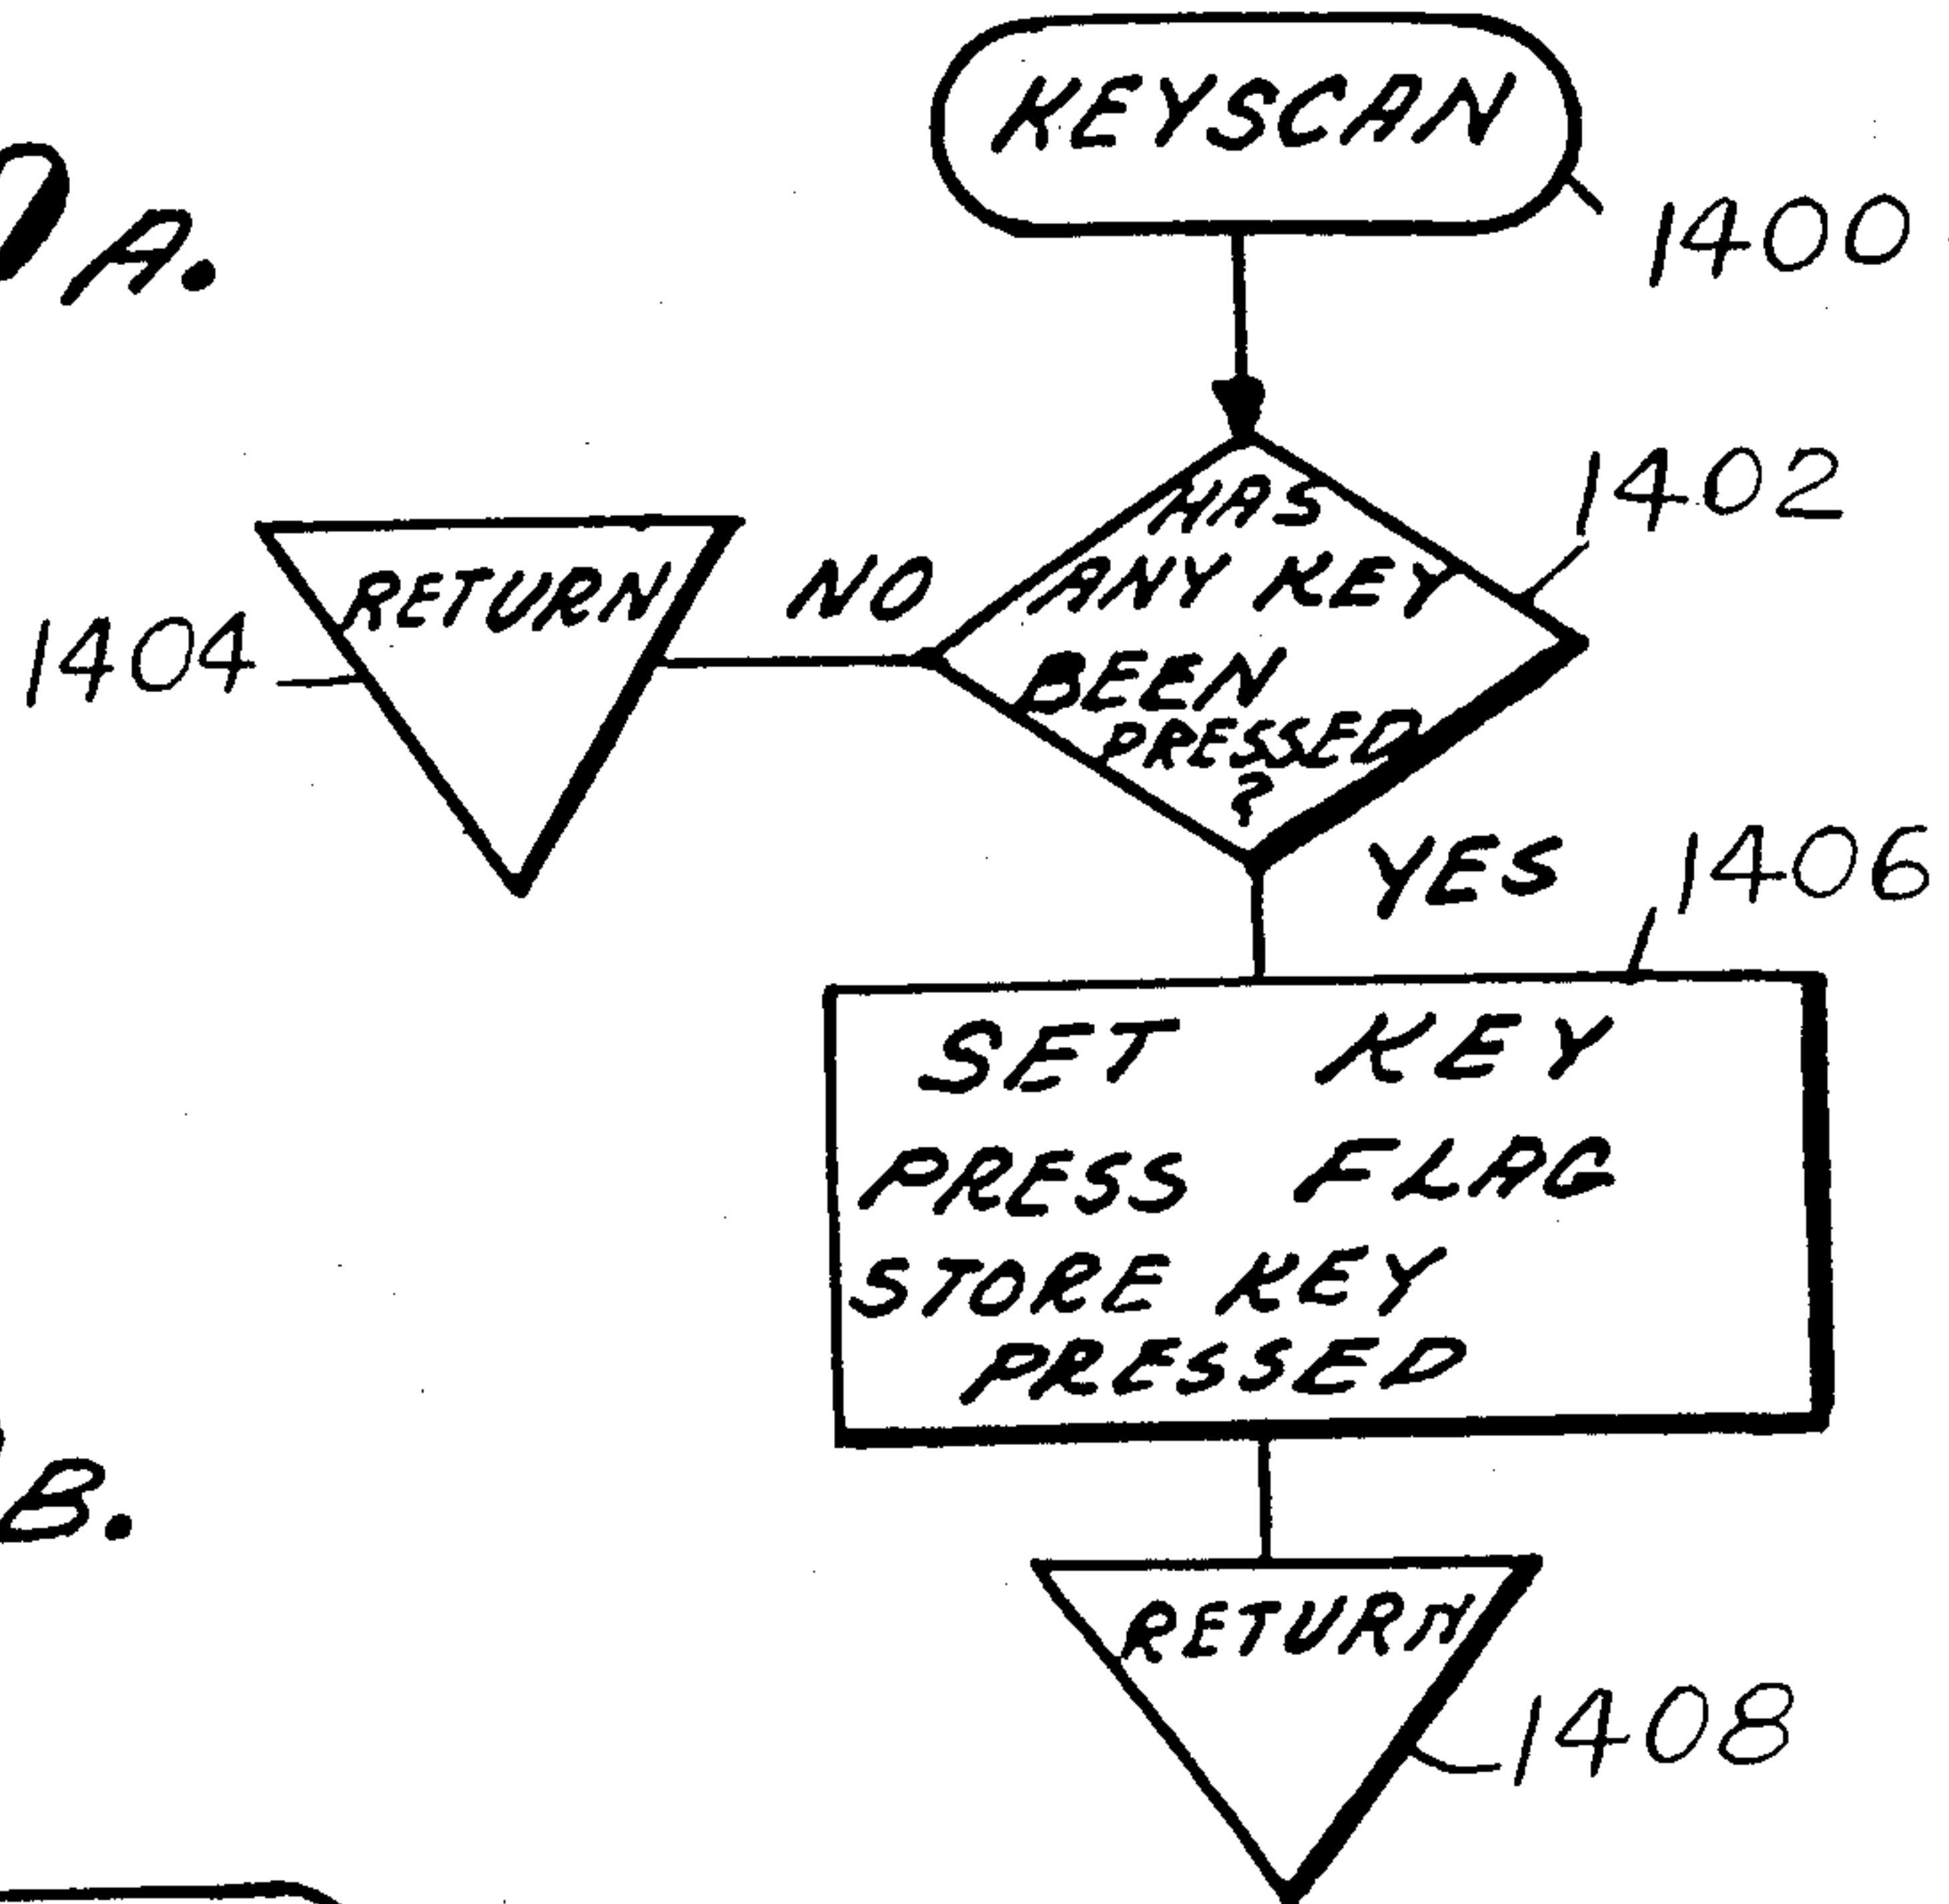 KEYSCAN
1400
A.
1402
HAS
ANY KEY
BEEN
PRESSED
?
NO
RETURN
1404
YES
1406
SET KEY
PRESS FLAG
STORE KEY
PRESSED
B.
RETURN
1408